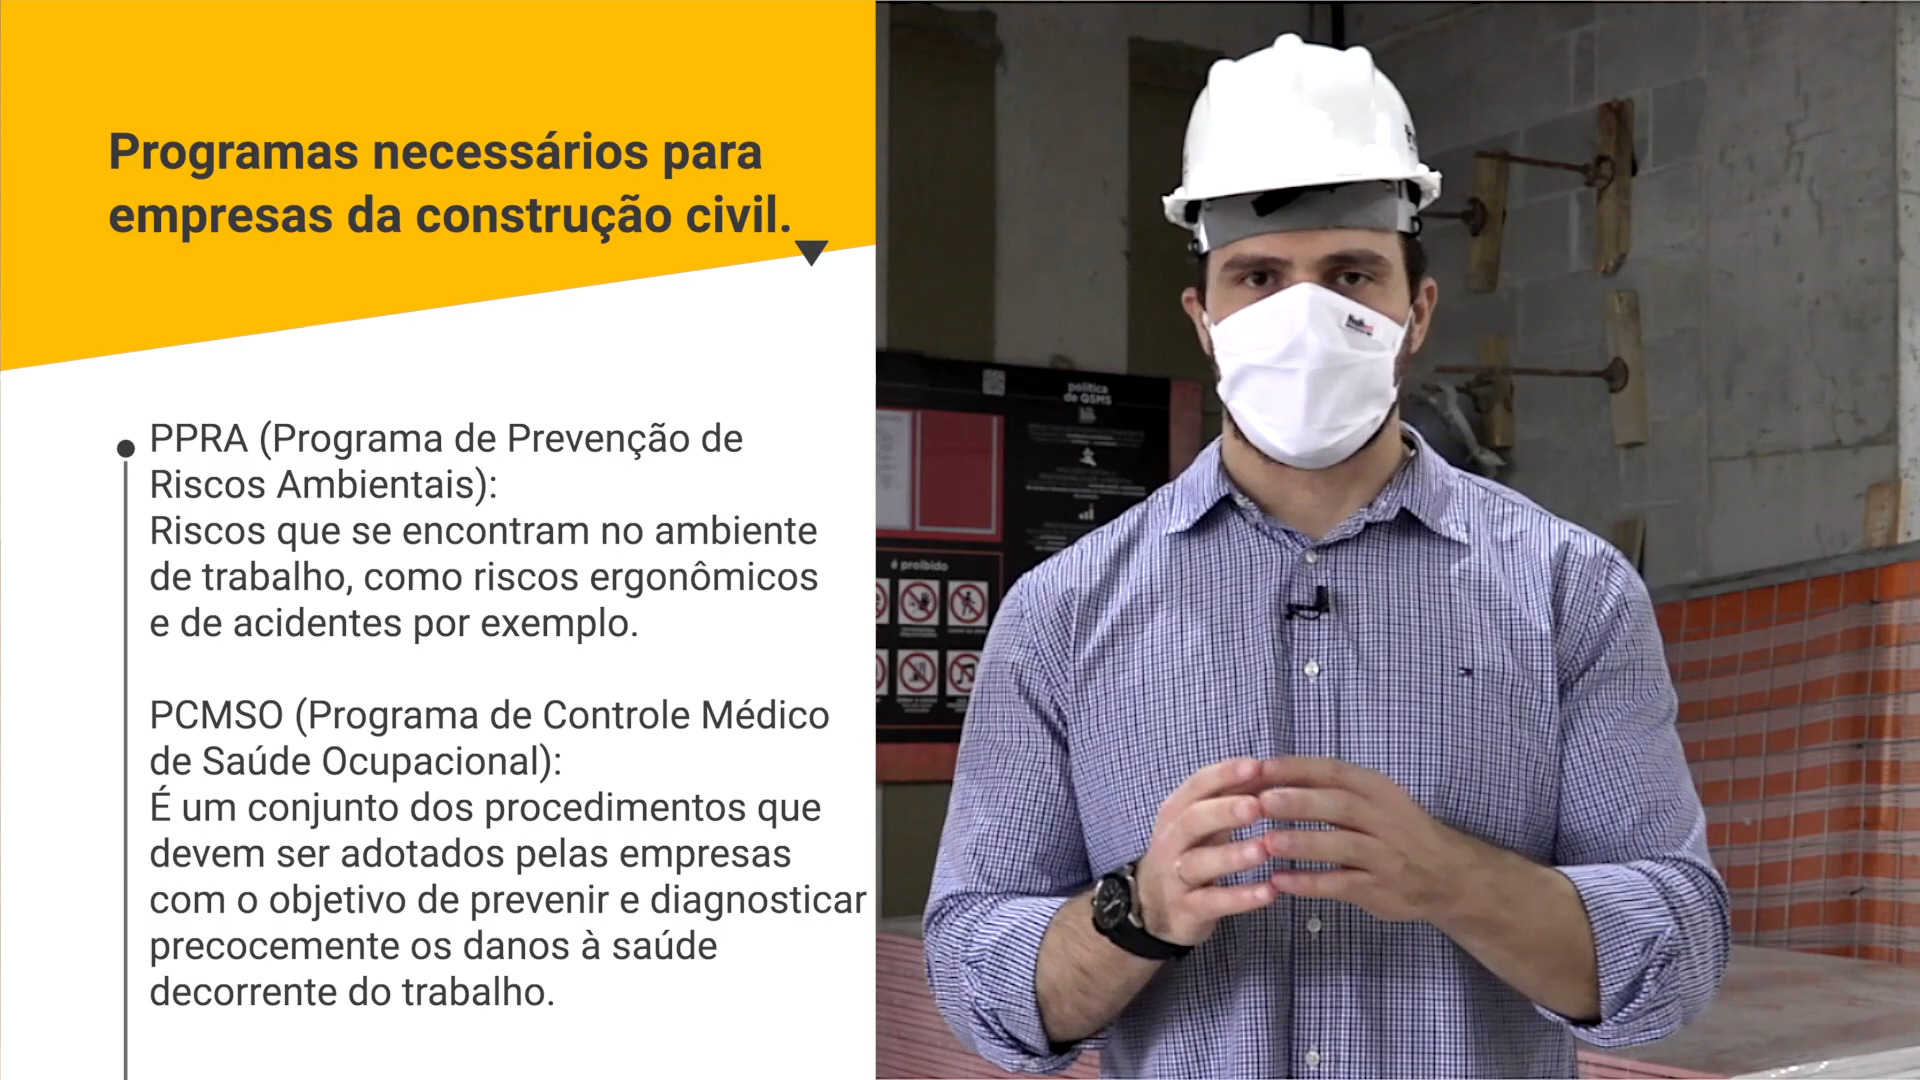 Programas necessários para
empresas da construção civil.
PPRA (Programa de Prevenção de
Riscos Ambientais):
Riscos que se encontram no ambiente
de trabalho, como riscos ergonômicos
e de acidentes por exemplo.
PCMSO (Programa de Controle Médico
de Saúde Ocupacional):
É um conjunto dos procedimentos que
devem ser adotados pelas empresas
com o objetivo de prevenir e diagnosticar
precocemente os danos à saúde
decorrente do trabalho.
política
de QSMS
é proibido